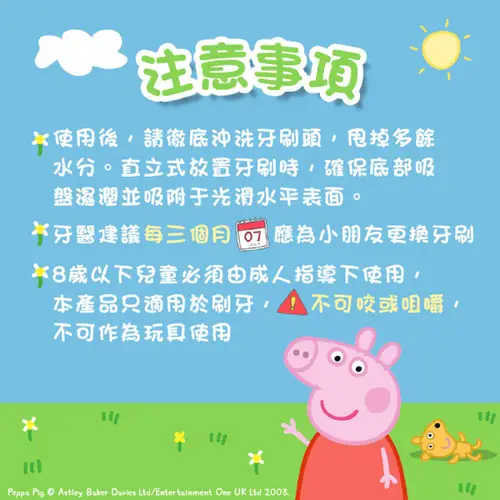 注意事項
使用後，請徹底沖洗牙刷頭，甩掉多餘
水分。直立式放置牙刷時，確保底部吸
盤濕潤並吸附于光滑水平表面。
牙醫建議每三個月 07 應為小朋友更換牙刷
8歲以下兒童必須由成人指導下使用，
本產品只適用於刷牙，不可咬或咀嚼，
不可作為玩具使用
Peppa Pig © Astley Baker Davies Ltd/Entertainment One UK Ltd 2003.